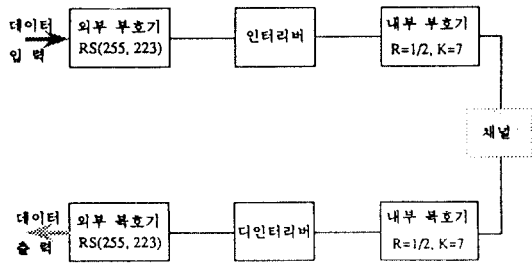 데이터
입 력
외부 부호기
RS(255, 223)
인터리버
내부 부호기
R=1/2, K=7
채널
데이터
출 력
외부 복호기
RS(255, 223)
디인터리버
내부 복호기
R=1/2, K=7